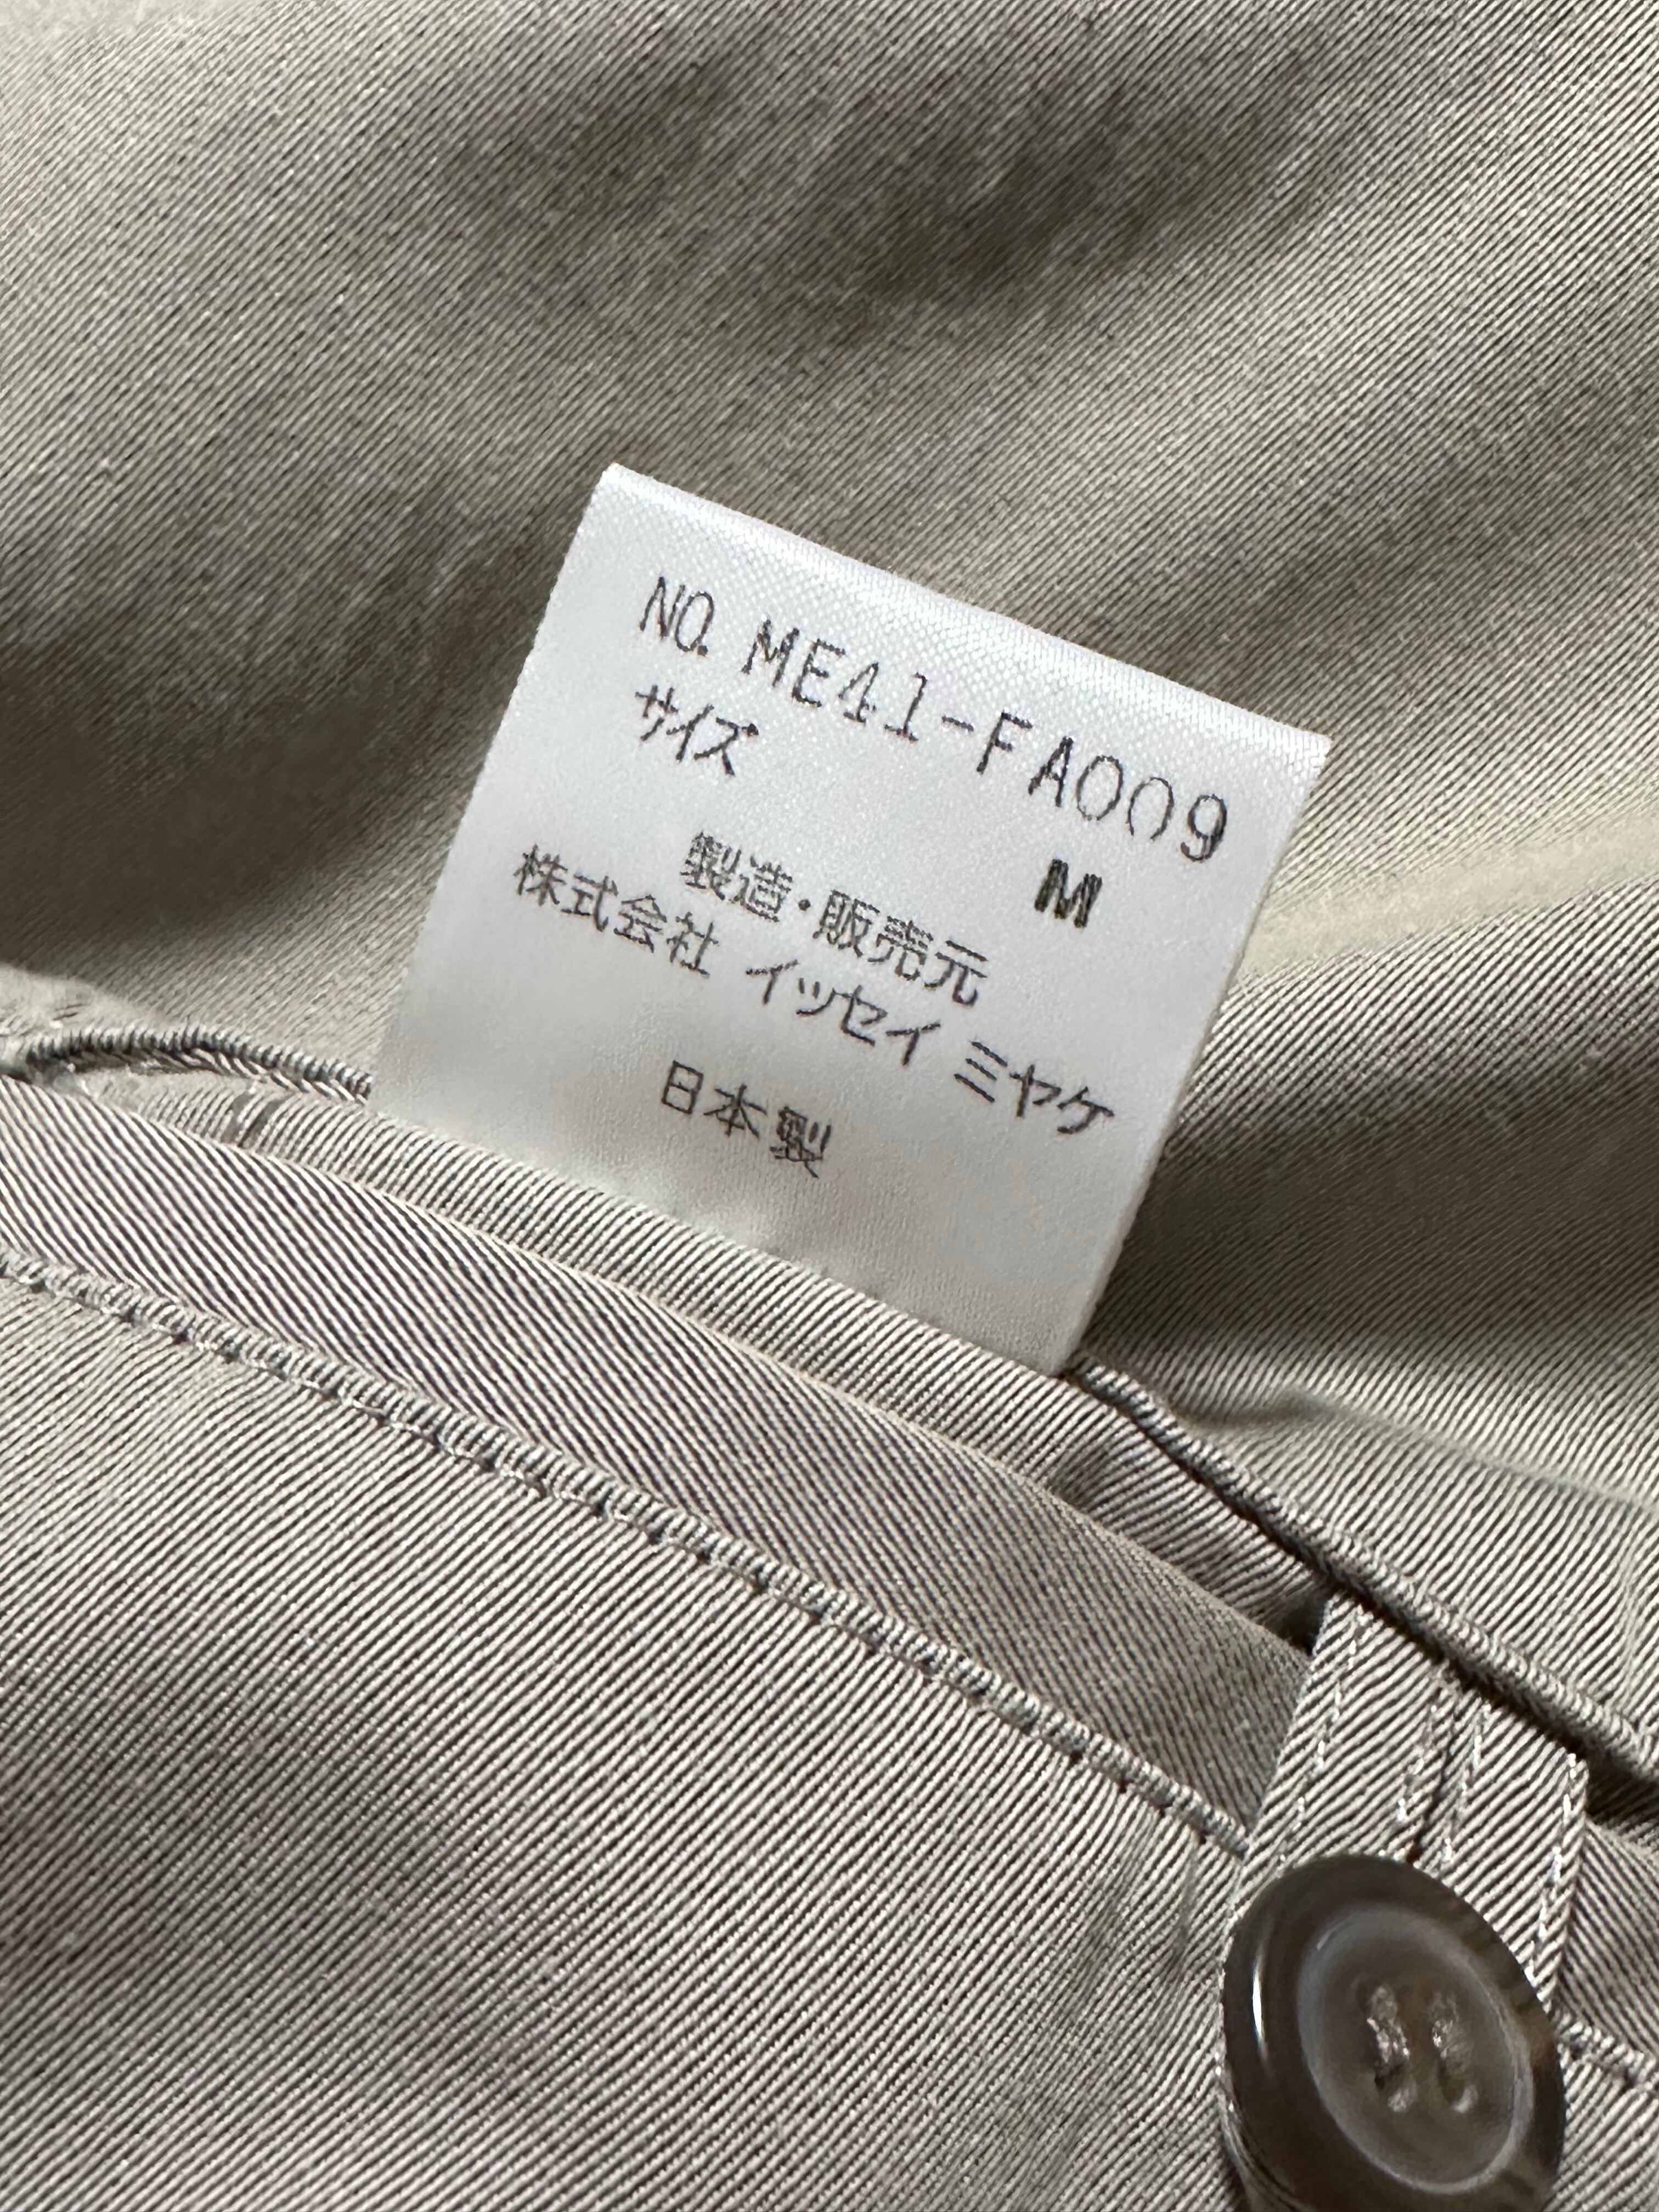 NO. ME41-FA009
サイズ M
製造・販売元
株式会社 イッセイ ミヤケ
日本製